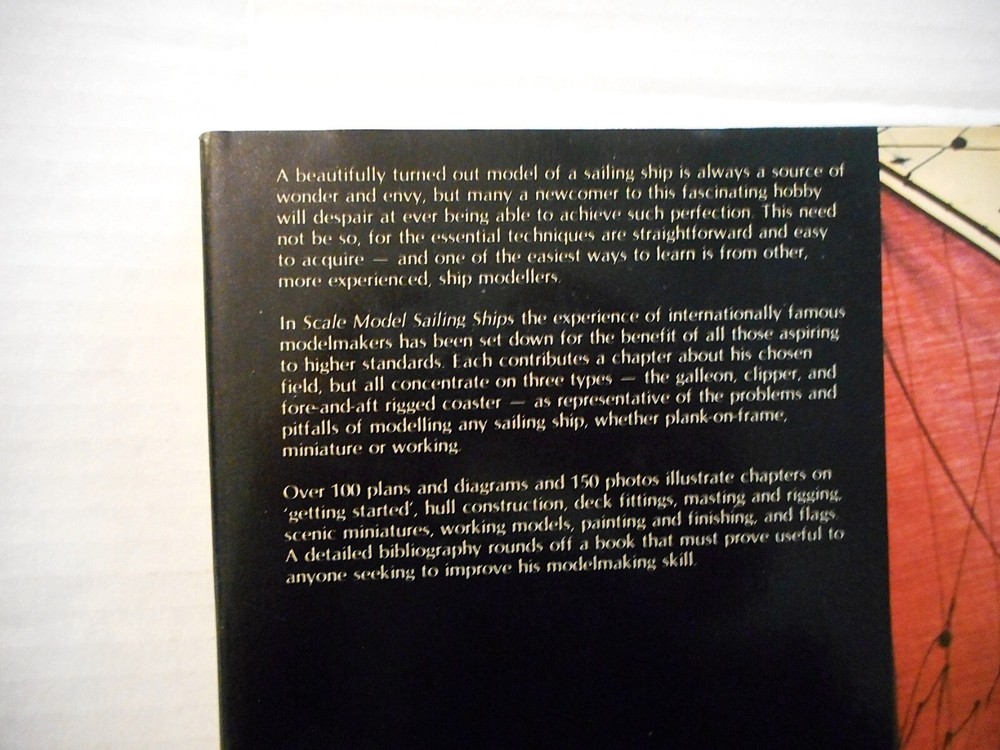 A beautifully turned out model of a sailing ship is always a source of
wonder and envy, but many a newcomer to this fascinating hobby
will despair at ever being able to achieve such perfection. This need
not be so, for the essential techniques are straightforward and easy
to acquire — and one of the easiest ways to learn is from other,
more experienced, ship modellers.
In Scale Model Sailing Ships the experience of internationally famous
modelmakers has been set down for the benefit of all those aspiring
to higher standards. Each contributes a chapter about his chosen
field, but all concentrate on three types — the galleon, clipper, and
fore-and-aft rigged coaster — as representative of the problems and
pitfalls of modelling any sailing ship, whether plank-on-frame,
miniature or working.
Over 100 plans and diagrams and 150 photos illustrate chapters on
'getting started', hull construction, deck fittings, masting and rigging,
scenic miniatures, working models, painting and finishing, and flags.
A detailed bibliography rounds off a book that must prove useful to
anyone seeking to improve his modelmaking skill.